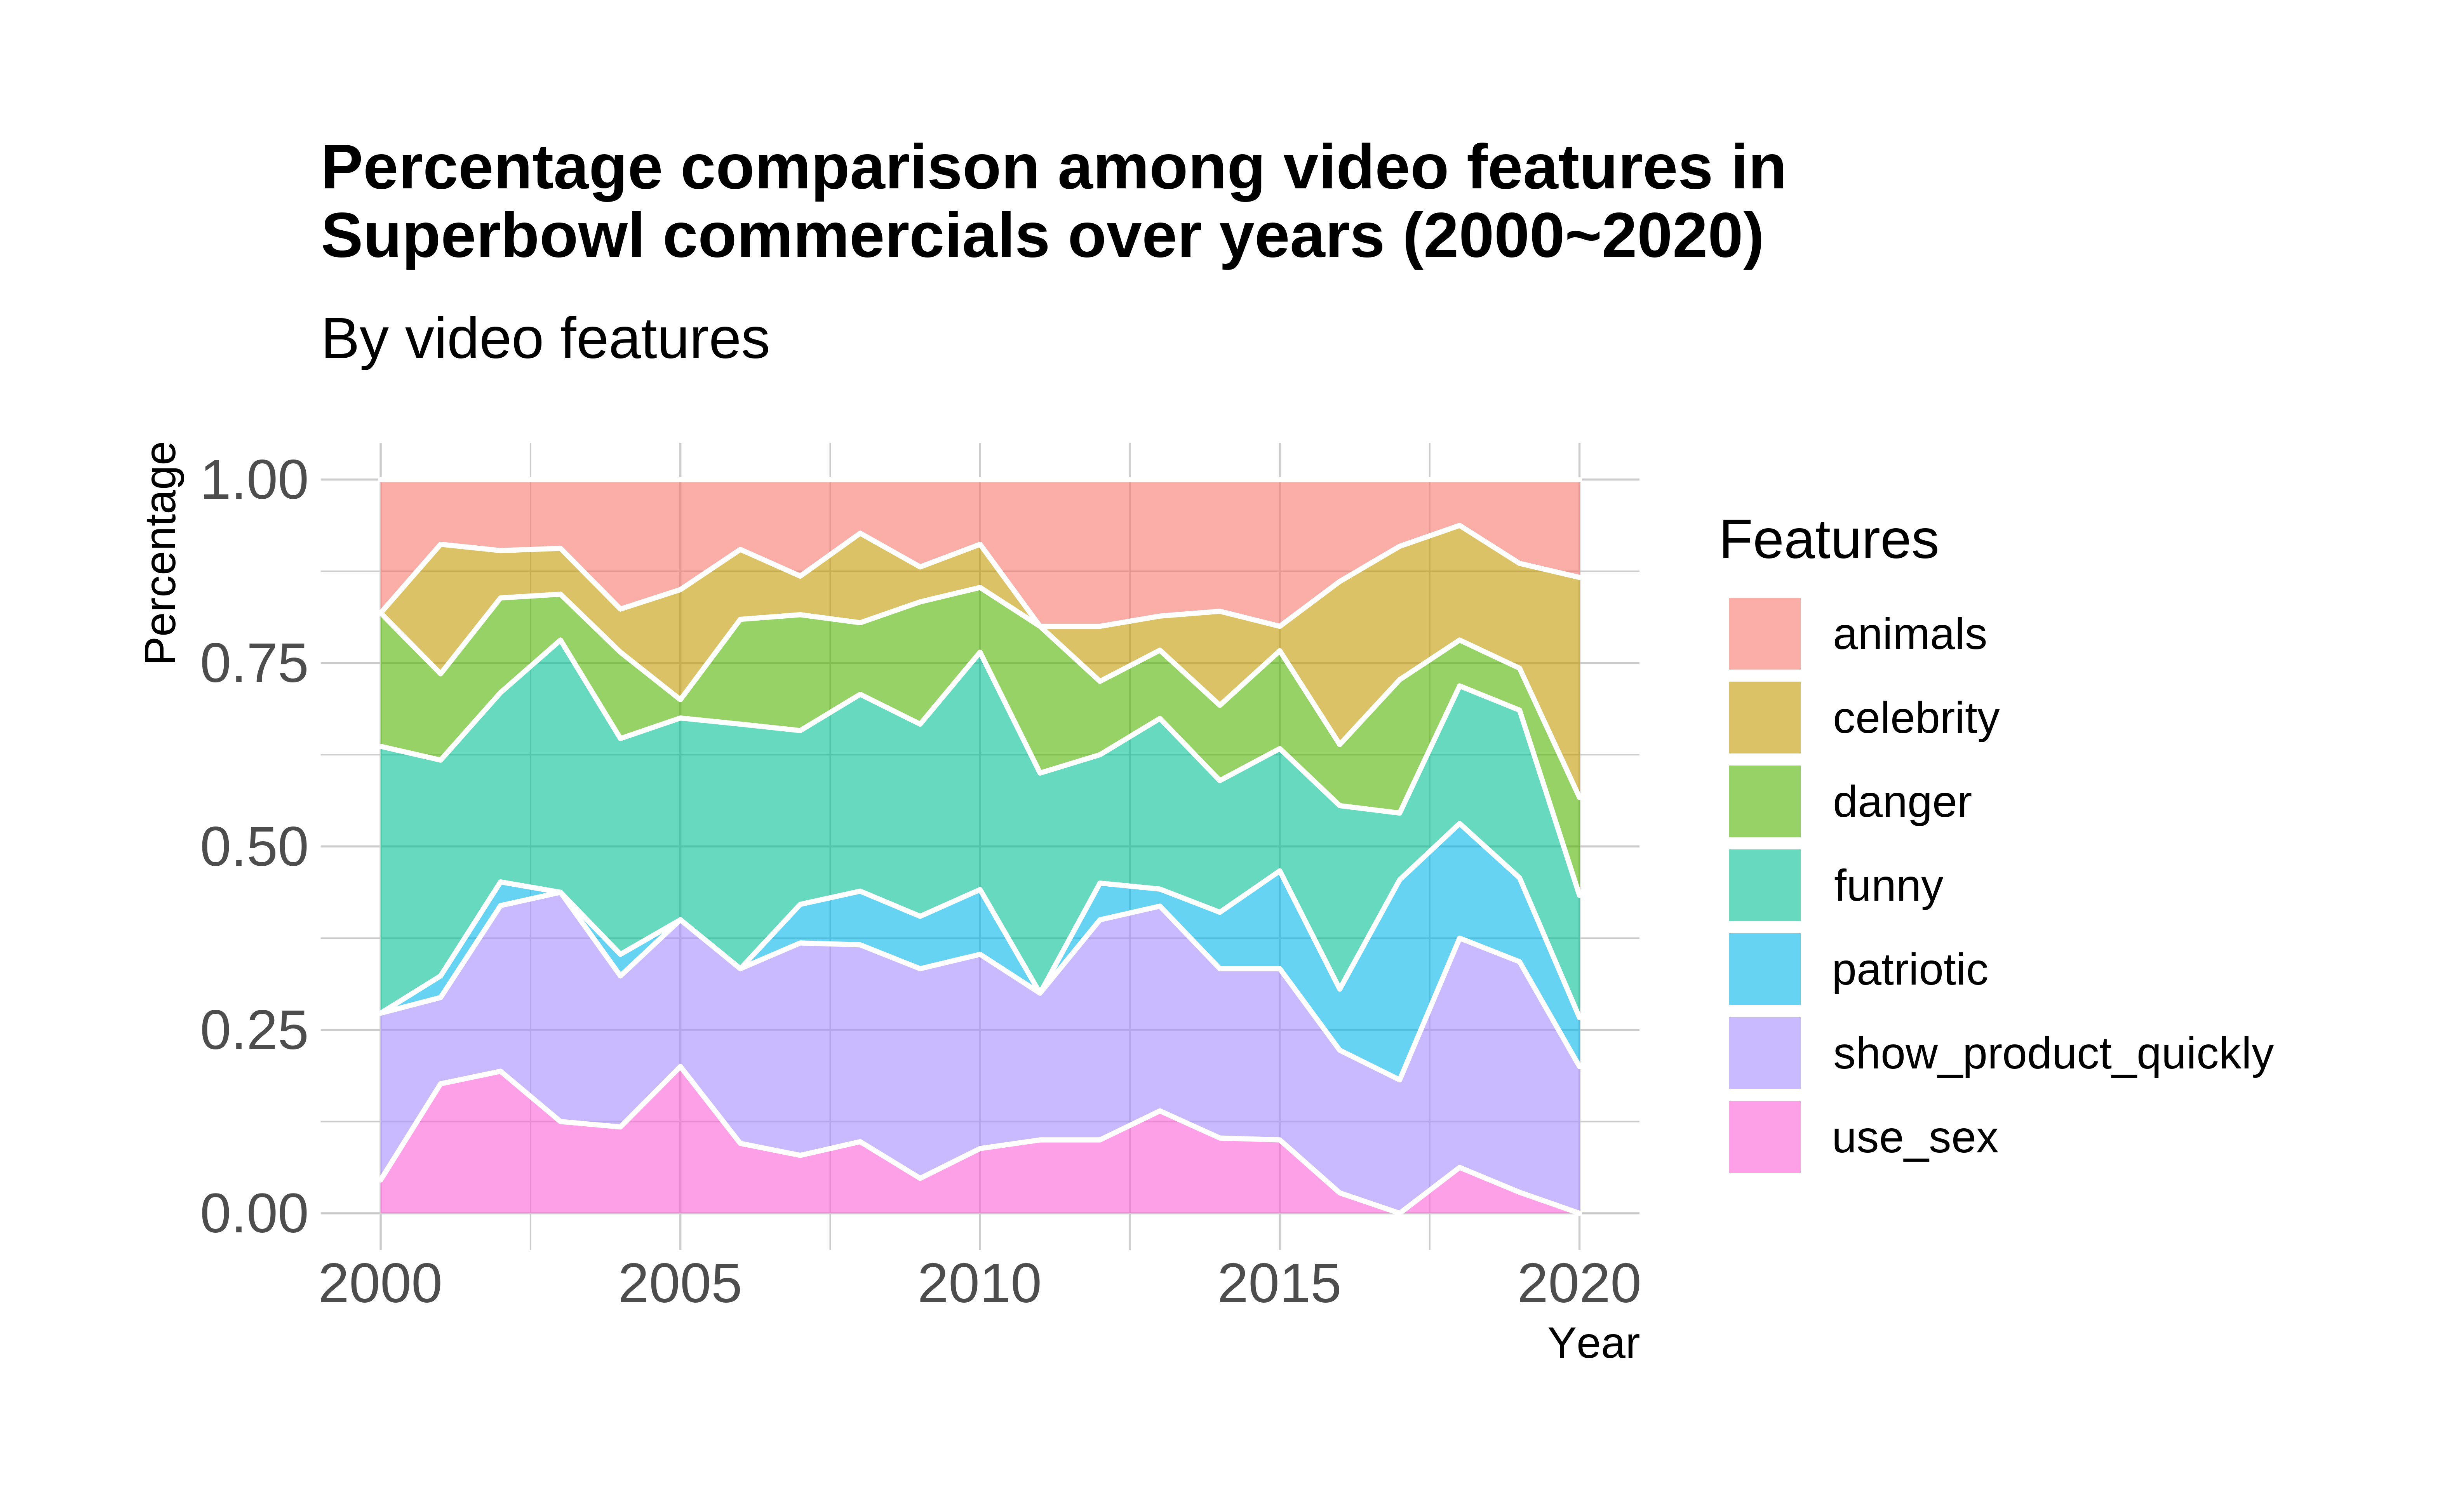 Percentage comparison among video features in
Superbowl commercials over years (2000~2020)
By video features
Percentage
1.00
0.75
0.50
0.25
0.00
2000 2005 2010 2015 2020
Year
Features
animals
celebrity
danger
funny
patriotic
show_product_quickly
use_sex